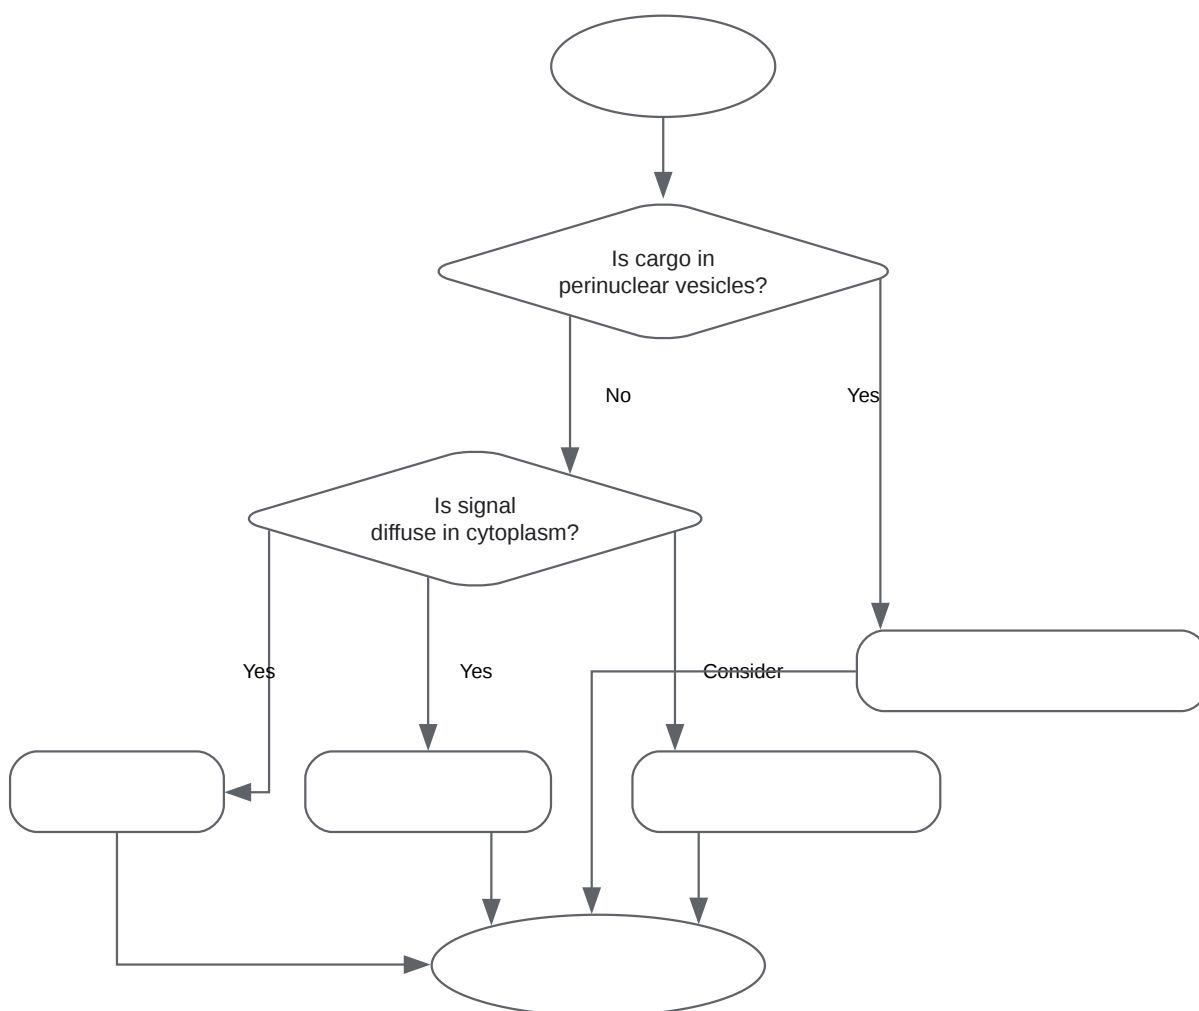 Is cargo in
perinuclear vesicles?
No
Yes
Is signal
diffuse in cytoplasm?
Yes
Yes
Consider